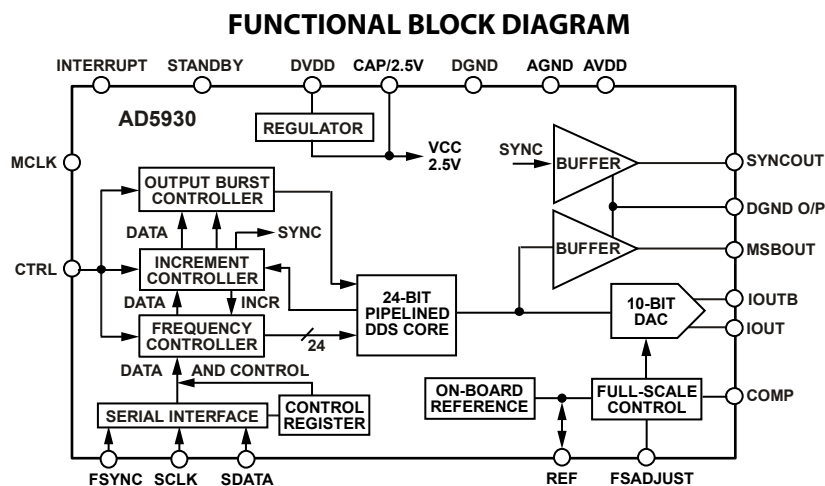 FUNCTIONAL BLOCK DIAGRAM
INTERRUPT STANDBY DVDD CAP/2.5V DGND AGND AVDD
AD5930
REGULATOR
VCC
2.5V
SYNC
BUFFER
SYNCOUT
MCLK
OUTPUT BURST
CONTROLLER
DGND O/P
DATA
SYNC
BUFFER
MSBOUT
CTRL
INCREMENT
CONTROLLER
DATA
INCR
24-BIT
PIPELINED
DDS CORE
10-BIT
DAC
IOUTB
IOUT
FREQUENCY
CONTROLLER
24
DATA AND CONTROL
ON-BOARD
REFERENCE
FULL-SCALE
CONTROL
COMP
SERIAL INTERFACE
CONTROL
REGISTER
FSYNC SCLK SDATA REF FSADJUST